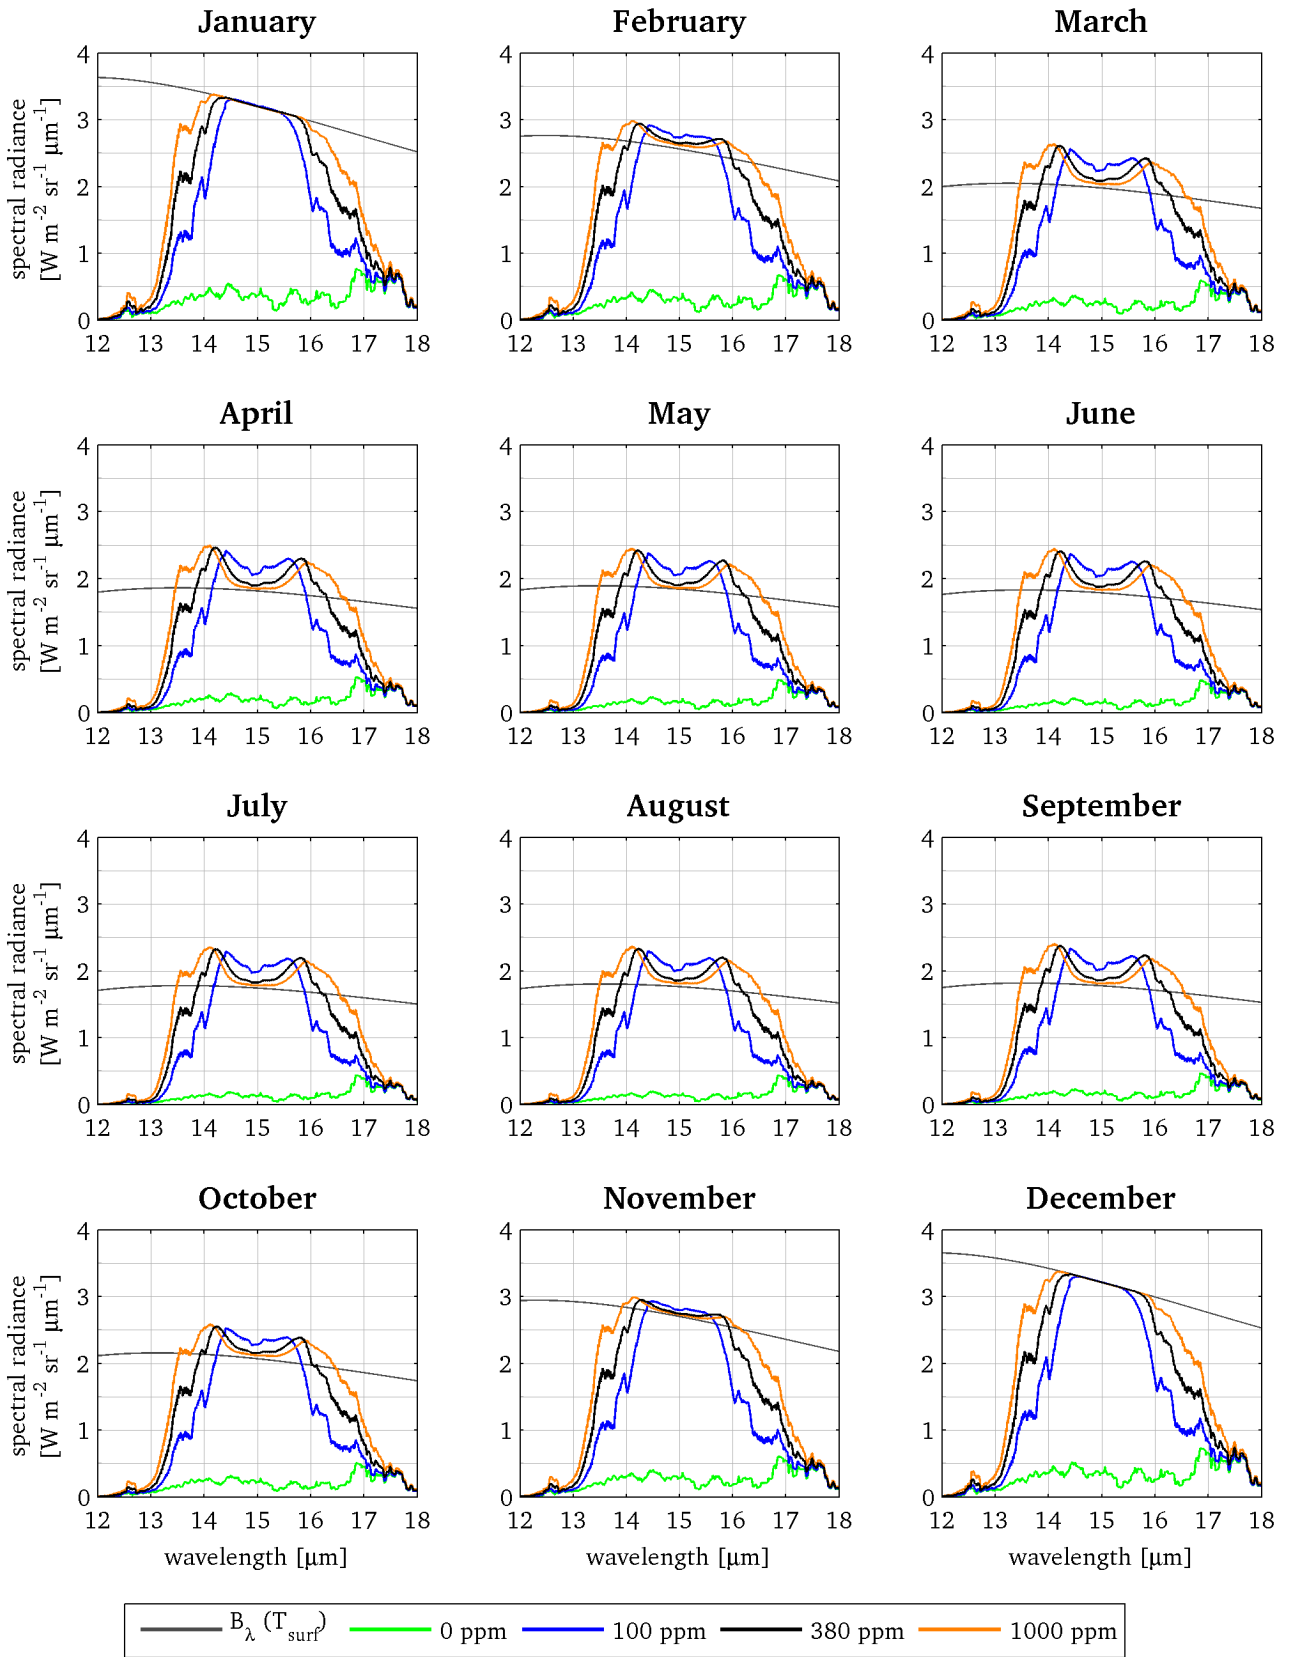 January
February
March
spectral radiance
[W m⁻² sr⁻¹ μm⁻¹]
4
3
2
1
0
12 13 14 15 16 17 18
4
3
2
1
0
12 13 14 15 16 17 18
4
3
2
1
0
12 13 14 15 16 17 18
April
May
June
spectral radiance
[W m⁻² sr⁻¹ μm⁻¹]
4
3
2
1
0
12 13 14 15 16 17 18
4
3
2
1
0
12 13 14 15 16 17 18
4
3
2
1
0
12 13 14 15 16 17 18
July
August
September
spectral radiance
[W m⁻² sr⁻¹ μm⁻¹]
4
3
2
1
0
12 13 14 15 16 17 18
4
3
2
1
0
12 13 14 15 16 17 18
4
3
2
1
0
12 13 14 15 16 17 18
October
November
December
spectral radiance
[W m⁻² sr⁻¹ μm⁻¹]
4
3
2
1
0
12 13 14 15 16 17 18
wavelength [μm]
4
3
2
1
0
12 13 14 15 16 17 18
wavelength [μm]
4
3
2
1
0
12 13 14 15 16 17 18
wavelength [μm]
B_λ (T_surf) 0 ppm 100 ppm 380 ppm 1000 ppm